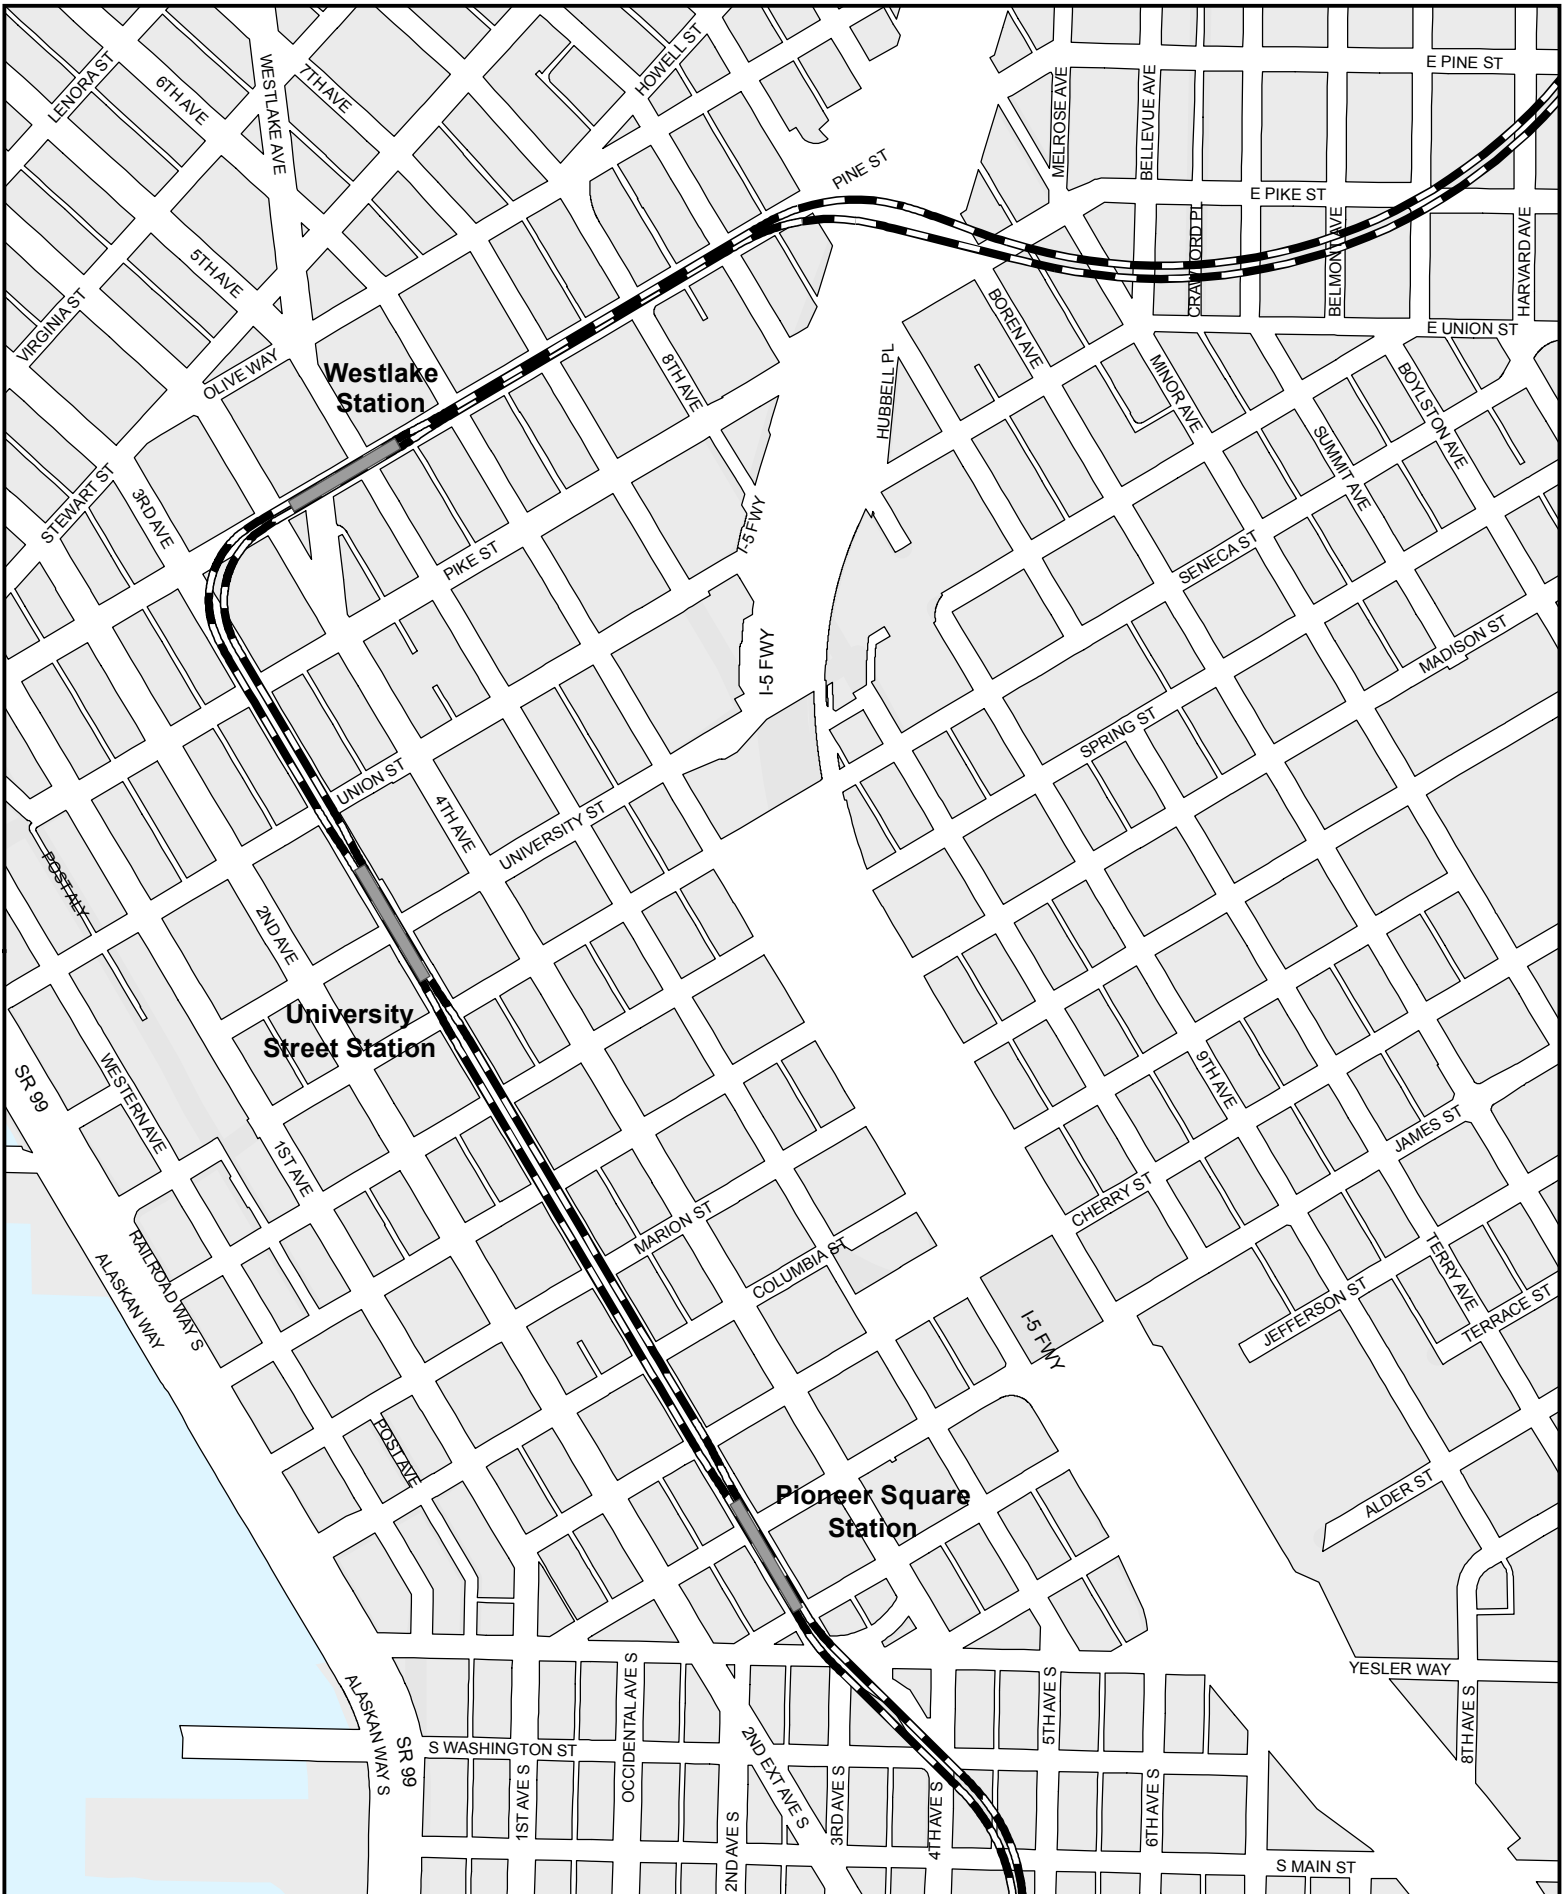 E PINE ST
HOWELL ST
LENORA ST
6TH AVE
WESTLAKE AVE
7TH AVE
MELROSE AVE
BELLEVUE AVE
PINE ST
E PIKE ST
CRAWFORD PL
BELMONT AVE
HARVARD AVE
5TH AVE
VIRGINIA ST
OLIVE WAY
E UNION ST
Westlake
Station
8TH AVE
HUBBELL PL
BOREN AVE
MINOR AVE
BOYLSTON AVE
SUMMIT AVE
STEWART ST
3RD AVE
I-5 FWY
PIKE ST
SENECA ST
MADISON ST
I-5 FWY
SPRING ST
UNION ST
4TH AVE
UNIVERSITY ST
POST ALY
2ND AVE
University
Street Station
SR 99
WESTERN AVE
9TH AVE
1ST AVE
JAMES ST
CHERRY ST
MARION ST
COLUMBIA ST
RAILROAD WAY S
ALASKAN WAY
TERRY AVE
I-5 FWY
JEFFERSON ST
TERRACE ST
POST AVE
Pioneer Square
Station
ALDER ST
YESLER WAY
ALASKAN WAY S
SR 99
S WASHINGTON ST
OCCIDENTAL AVE S
5TH AVE S
8TH AVE S
1ST AVE S
2ND EXT AVE S
2ND AVE S
3RD AVE S
4TH AVE S
6TH AVE S
S MAIN ST